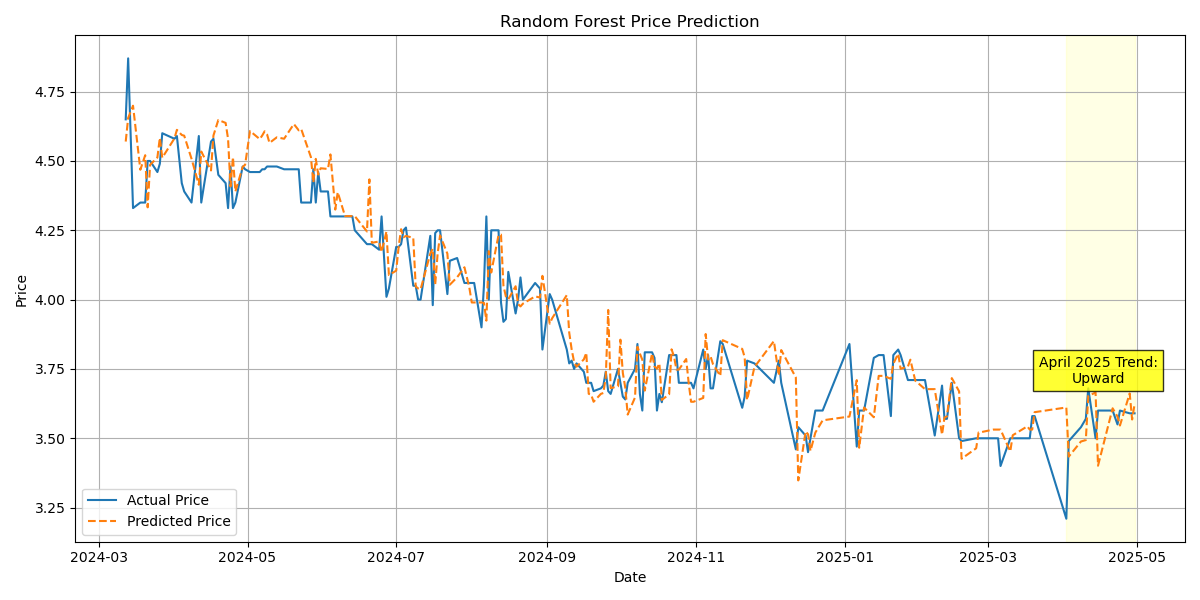 Random Forest Price Prediction
Price
4.75
4.50
4.25
4.00
3.75
3.50
3.25
April 2025 Trend:
Upward
Actual Price
Predicted Price
2024-03 2024-05 2024-07 2024-09 2024-11 2025-01 2025-03 2025-05
Date